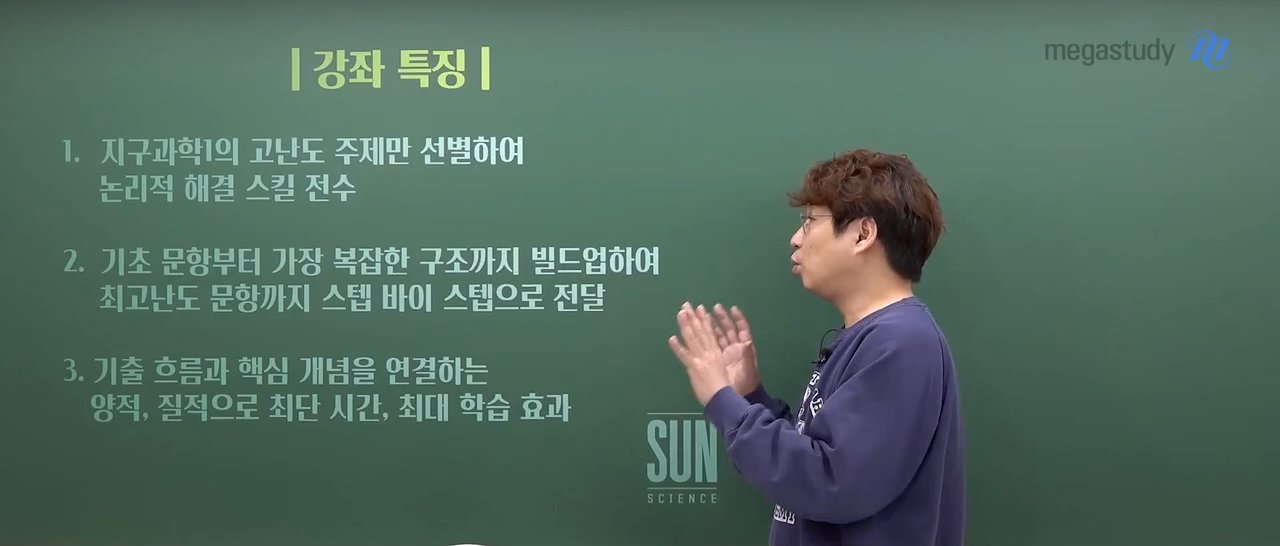 | 강좌 특징 |
megastudy
1. 지구과학1의 고난도 주제만 선별하여
논리적 해결 스킬 전수
2. 기초 문항부터 가장 복잡한 구조까지 빌드업하여
최고난도 문항까지 스텝 바이 스텝으로 전달
3. 기출 흐름과 핵심 개념을 연결하는
양적, 질적으로 최단 시간, 최대 학습 효과
SUN
SCIENCE